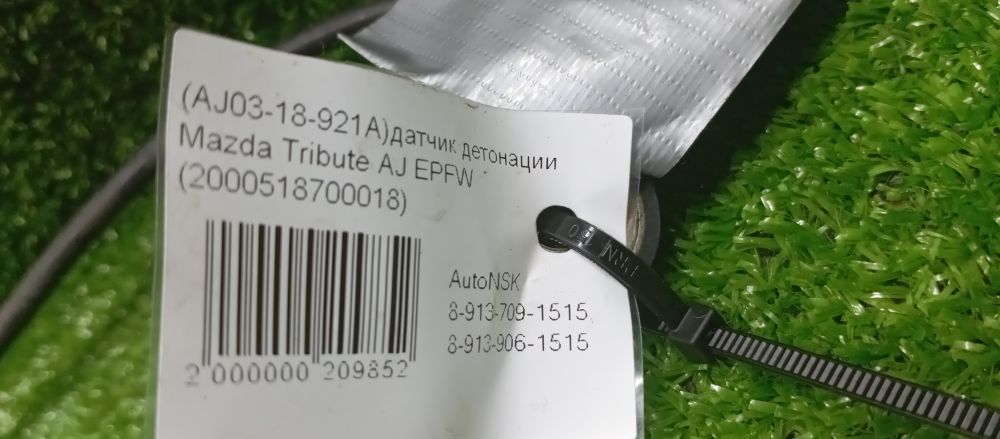 (AJ03-18-921A)датчик детонации
Mazda Tribute AJ EPFW
(2000518700018)
AutoNSK
8-913-709-1515
8-913-906-1515
2 000000 209852